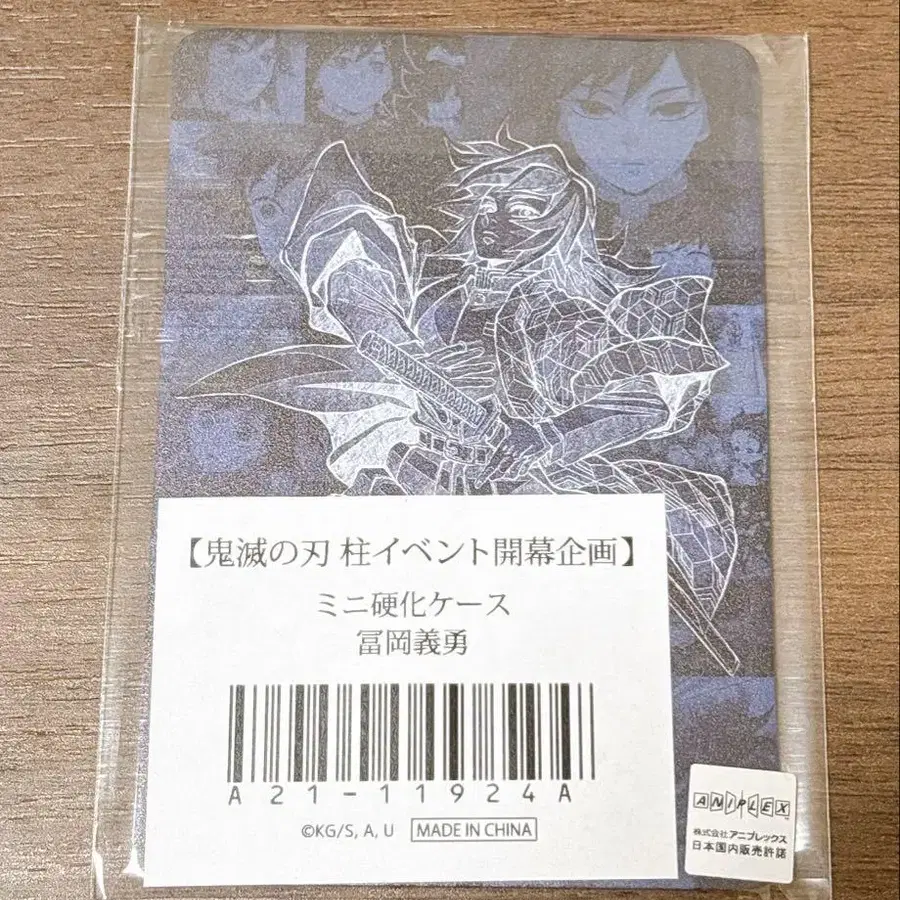 【鬼滅の刃 柱イベント開幕企画】
ミニ硬化ケース
冨岡義勇
A21-11924A
©KG/S, A, U MADE IN CHINA
ANIPLEX
株式会社アニプレックス
日本国内販売許諾